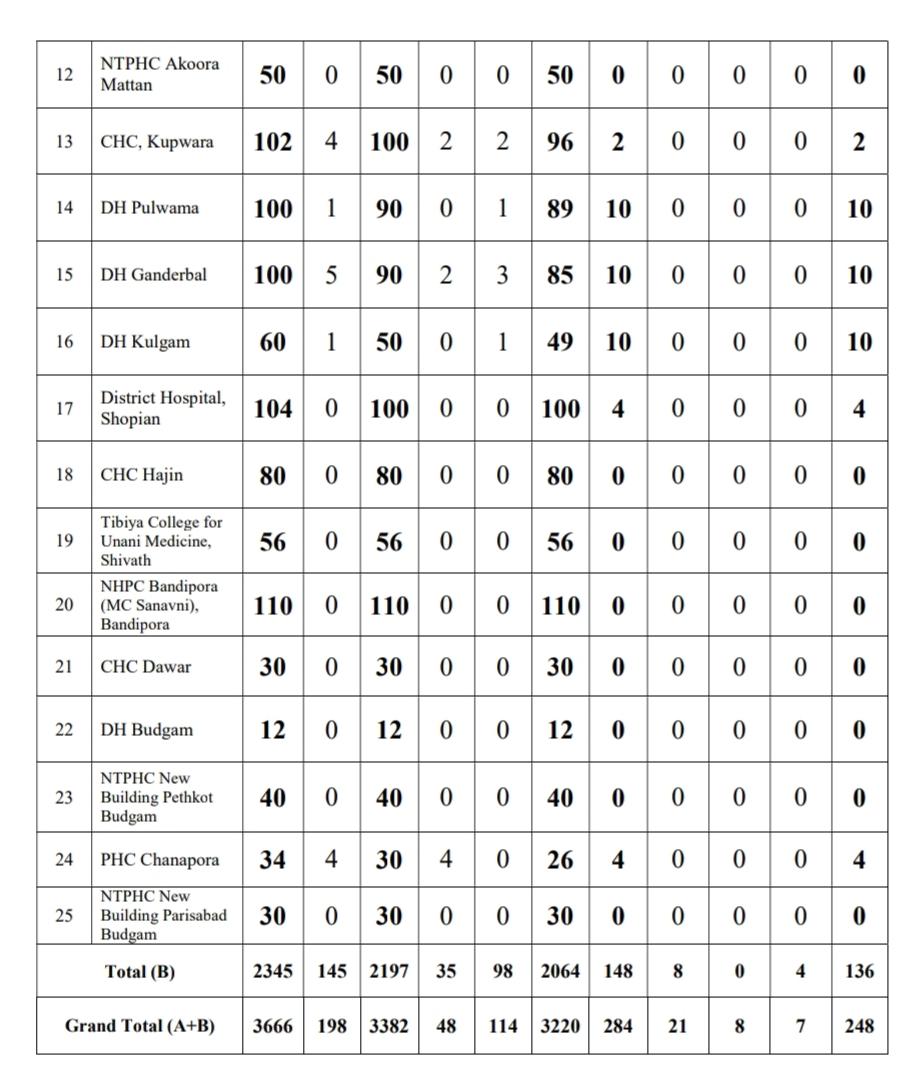 12 NTPHC Akoora Mattan 50 0 50 0 0 50 0 0 0 0 0
13 CHC, Kupwara 102 4 100 2 2 96 2 0 0 0 2
14 DH Pulwama 100 1 90 0 1 89 10 0 0 0 10
15 DH Ganderbal 100 5 90 2 3 85 10 0 0 0 10
16 DH Kulgam 60 1 50 0 1 49 10 0 0 0 10
17 District Hospital, Shopian 104 0 100 0 0 100 4 0 0 0 4
18 CHC Hajin 80 0 80 0 0 80 0 0 0 0 0
19 Tibiya College for Unani Medicine, Shivath 56 0 56 0 0 56 0 0 0 0 0
20 NHPC Bandipora (MC Sanavni), Bandipora 110 0 110 0 0 110 0 0 0 0 0
21 CHC Dawar 30 0 30 0 0 30 0 0 0 0 0
22 DH Budgam 12 0 12 0 0 12 0 0 0 0 0
23 NTPHC New Building Pethkot Budgam 40 0 40 0 0 40 0 0 0 0 0
24 PHC Chanapora 34 4 30 4 0 26 4 0 0 0 4
25 NTPHC New Building Parisabad Budgam 30 0 30 0 0 30 0 0 0 0 0
Total (B) 2345 145 2197 35 98 2064 148 8 0 4 136
Grand Total (A+B) 3666 198 3382 48 114 3220 284 21 8 7 248